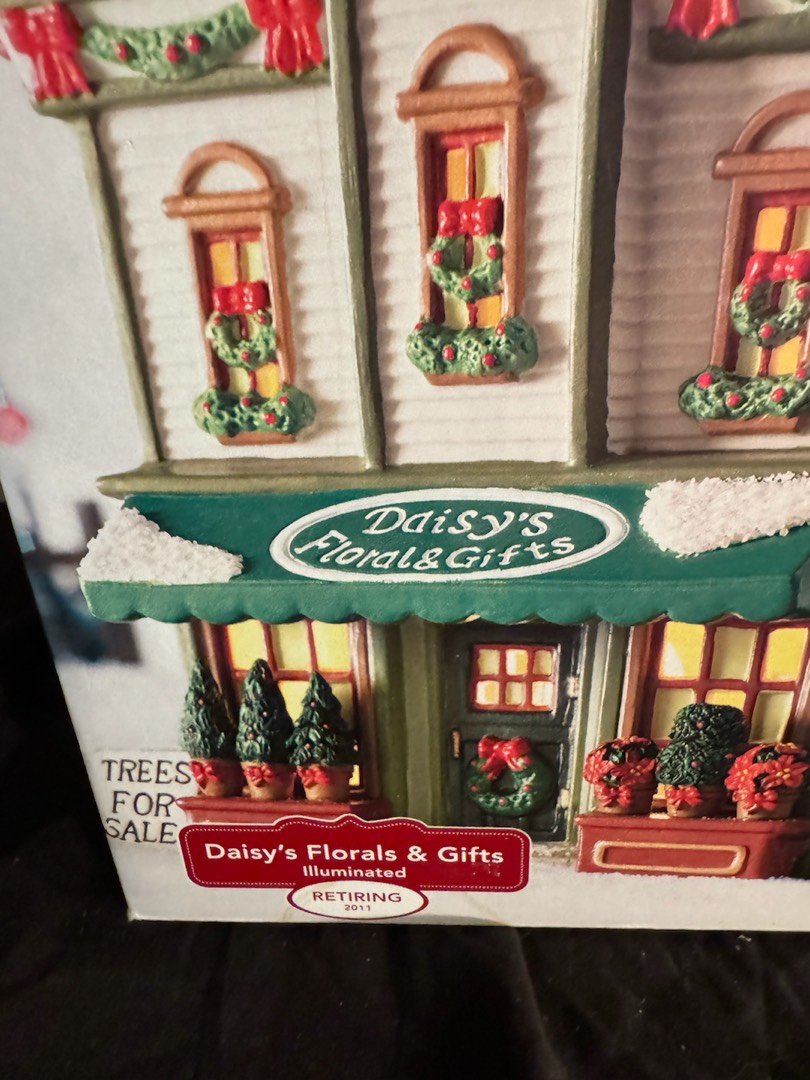 Daisy's
Floral&Gifts
TREES
FOR
SALE
Daisy's Florals & Gifts
Illuminated
RETIRING
2011